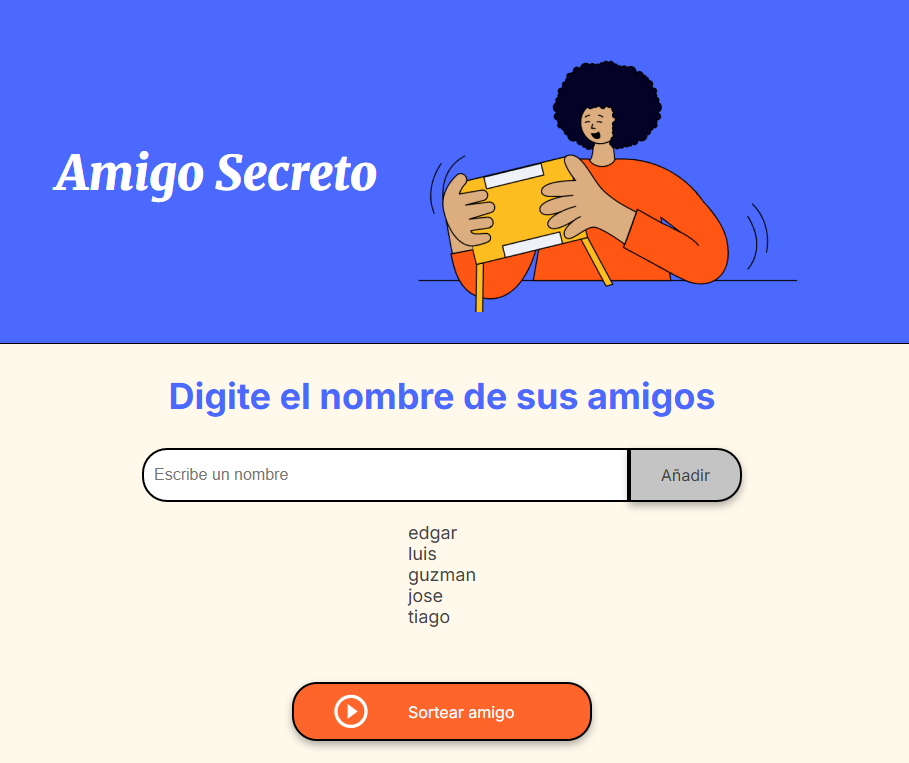 Amigo Secreto
Digite el nombre de sus amigos
Escribe un nombre
Añadir
edgar
luis
guzman
jose
tiago
Sortear amigo